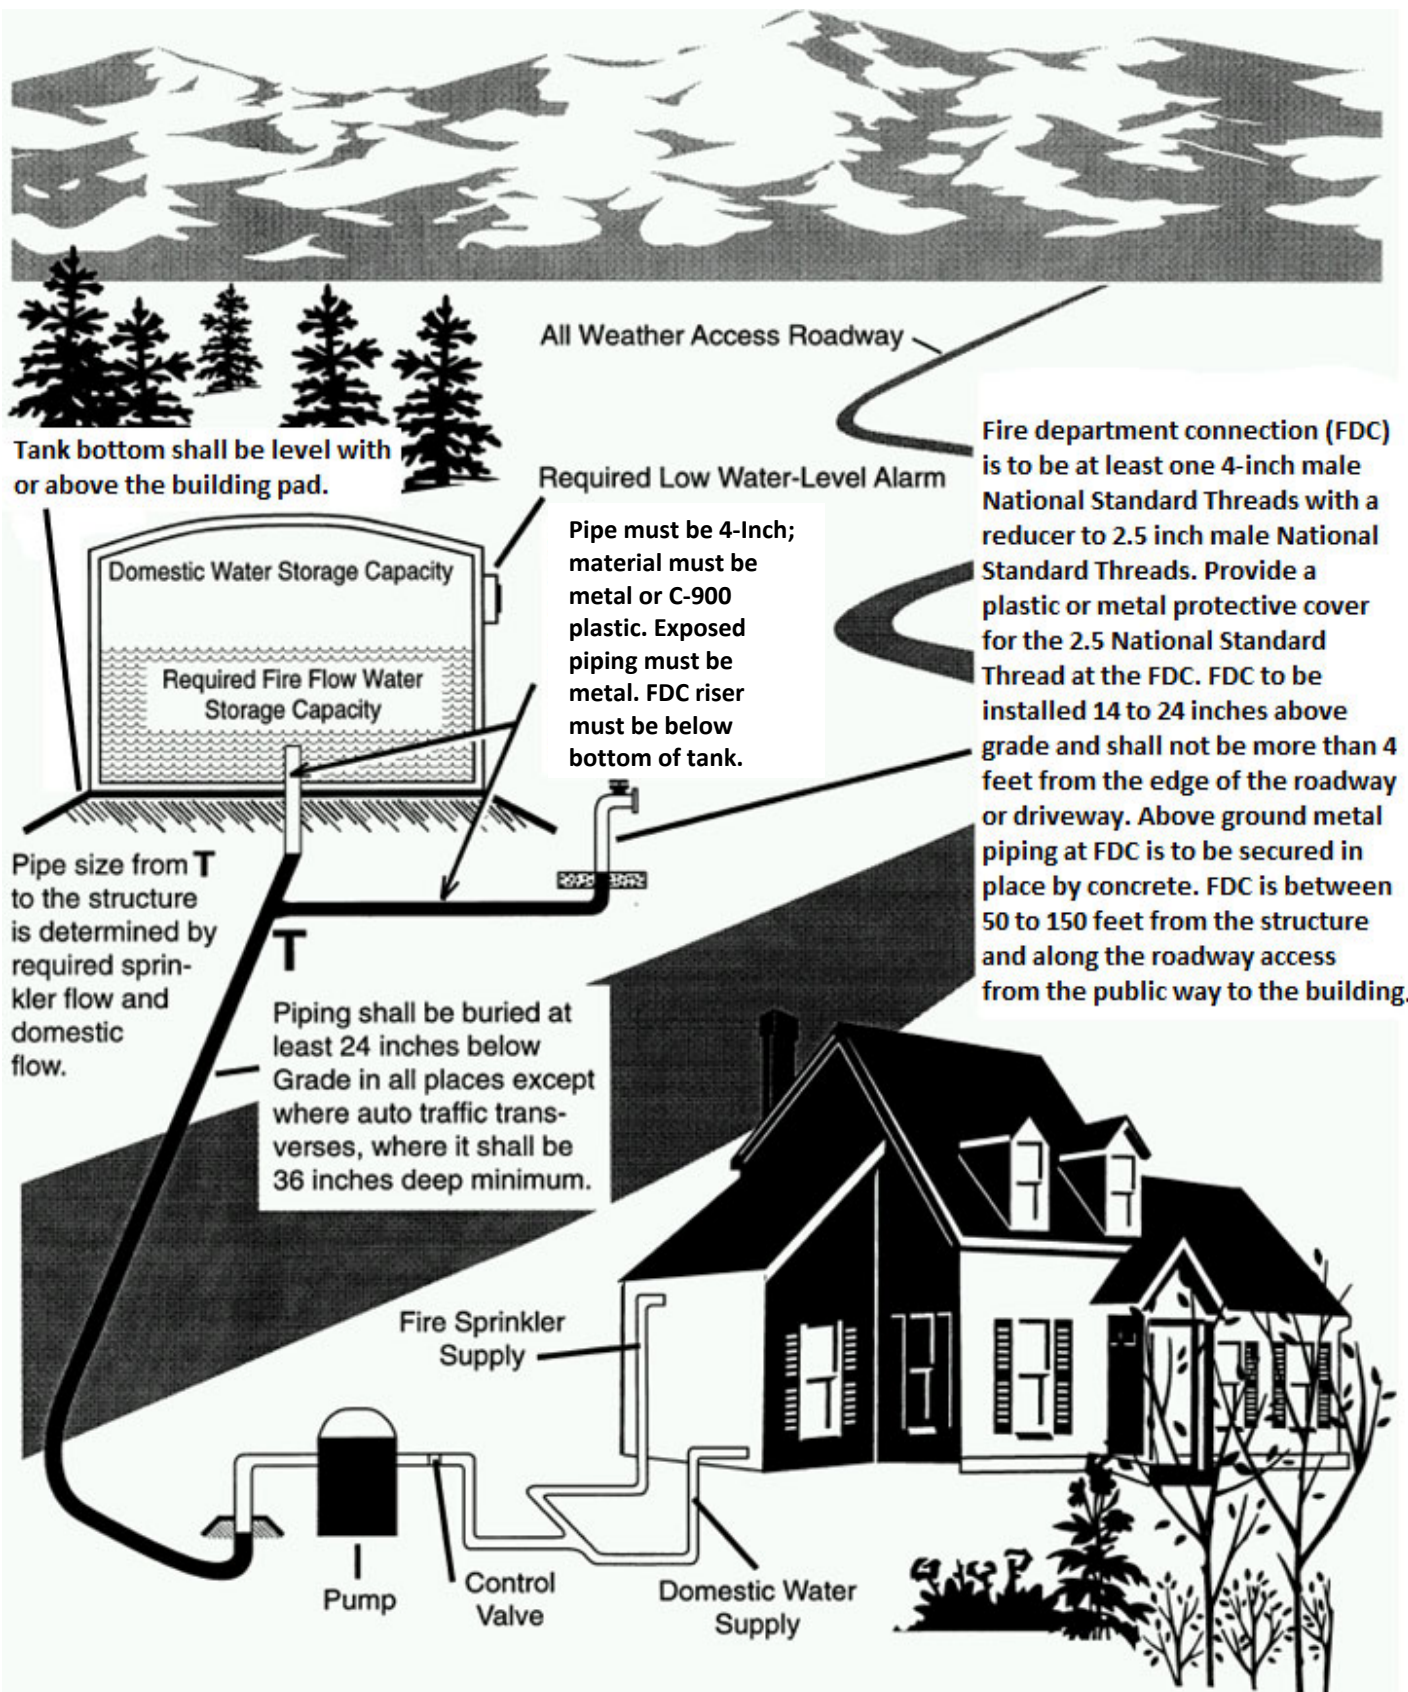 All Weather Access Roadway
Tank bottom shall be level with
or above the building pad.
Required Low Water-Level Alarm
Domestic Water Storage Capacity
Required Fire Flow Water
Storage Capacity
Pipe must be 4-Inch;
material must be
metal or C-900
plastic. Exposed
piping must be
metal. FDC riser
must be below
bottom of tank.
Fire department connection (FDC)
is to be at least one 4-inch male
National Standard Threads with a
reducer to 2.5 inch male National
Standard Threads. Provide a
plastic or metal protective cover
for the 2.5 National Standard
Thread at the FDC. FDC to be
installed 14 to 24 inches above
grade and shall not be more than 4
feet from the edge of the roadway
or driveway. Above ground metal
piping at FDC is to be secured in
place by concrete. FDC is between
50 to 150 feet from the structure
and along the roadway access
from the public way to the building.
Pipe size from T
to the structure
is determined by
required sprin-
kler flow and
domestic
flow.
T
Piping shall be buried at
least 24 inches below
Grade in all places except
where auto traffic trans-
verses, where it shall be
36 inches deep minimum.
Fire Sprinkler
Supply
Pump
Control
Valve
Domestic Water
Supply